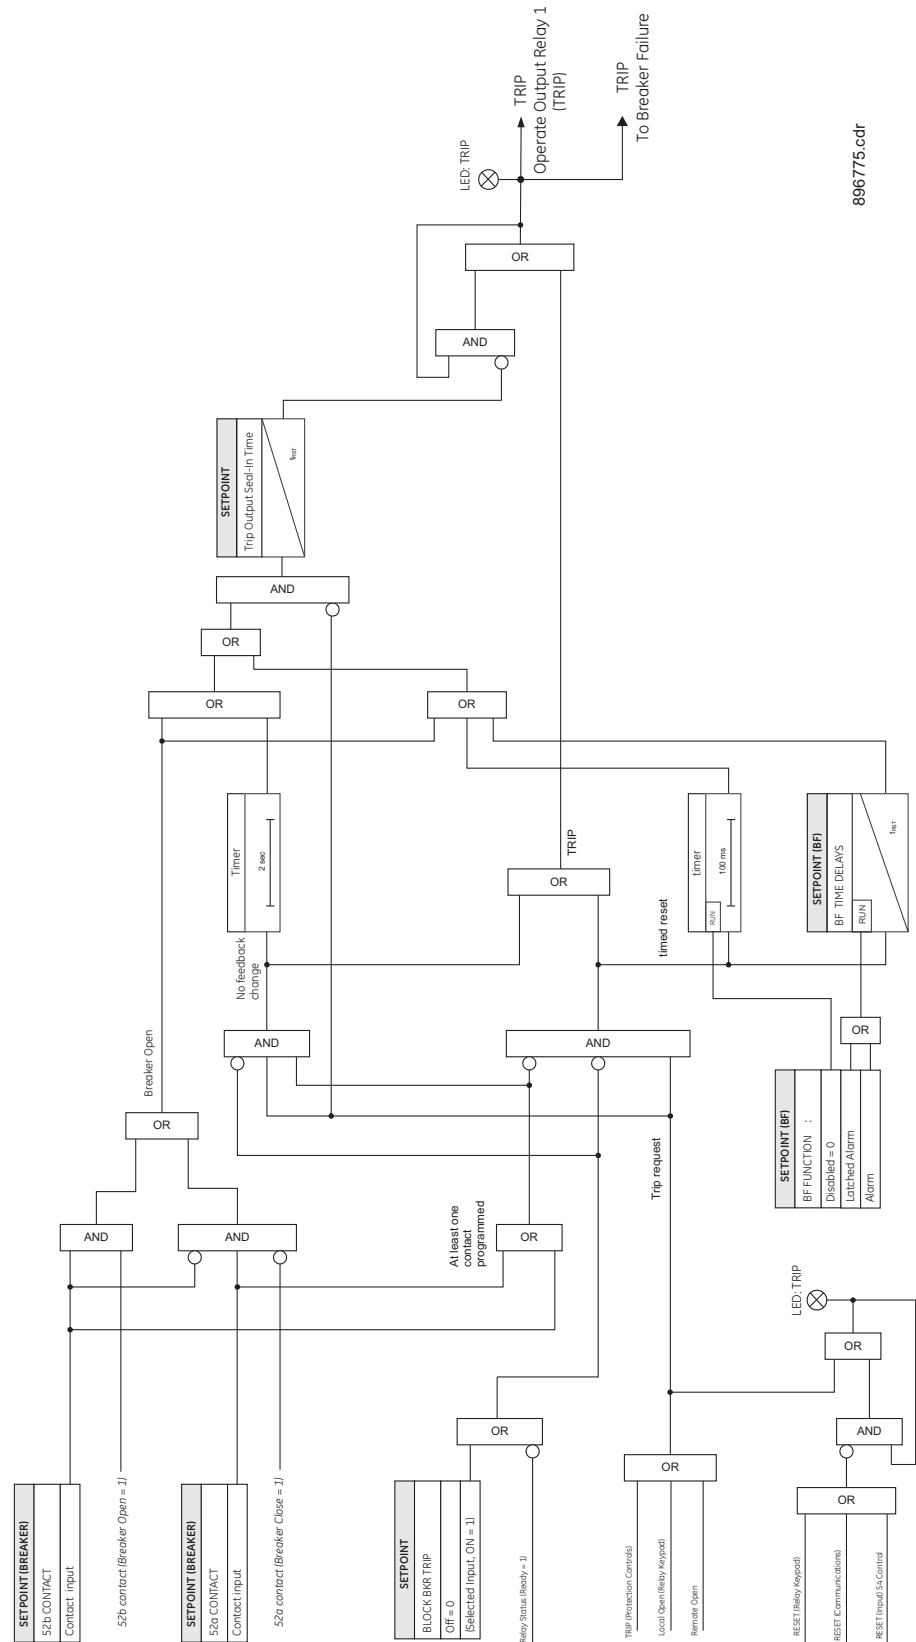 TRIP
Operate Output Relay 1
(TRIP)
TRIP
To Breaker Failure
LED: TRIP
896775.cdr
OR
AND
SETPOINT
Trip Output Seal-In Time
tRST
AND
OR
OR
OR
Timer
2 sec
TRIP
timer
RUN
100 ms
SETPOINT (BF)
BF TIME DELAYS
RUN
tRST
OR
timed reset
No feedback
change
Breaker Open
AND
AND
OR
OR
Trip request
SETPOINT (BF)
BF FUNCTION :
Disabled = 0
Latched Alarm
Alarm
AND
AND
At least one
contact
programmed
OR
LED: TRIP
OR
OR
AND
OR
OR
SETPOINT (BREAKER)
52b CONTACT
Contact input
52b contact (Breaker Open = 1)
SETPOINT (BREAKER)
52a CONTACT
Contact input
52a contact (Breaker Close = 1)
SETPOINT
BLOCK BKR TRIP
Off = 0
(Selected Input, ON = 1)
Relay Status (Ready = 1)
TRIP (Protection Controls)
Local Open (Relay Keypad)
Remote Open
RESET (Relay Keypad)
RESET (Communications)
RESET (Input) S4 Control